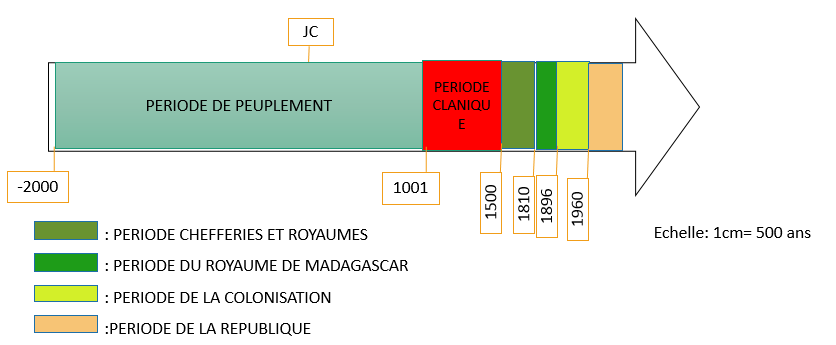 JC
PERIODE DE PEUPLEMENT
PERIODE
CLANIQU
E
-2000
1001
1500
1810
1896
1960
: PERIODE CHEFFERIES ET ROYAUMES
Echelle: 1cm= 500 ans
: PERIODE DU ROYAUME DE MADAGASCAR
: PERIODE DE LA COLONISATION
:PERIODE DE LA REPUBLIQUE